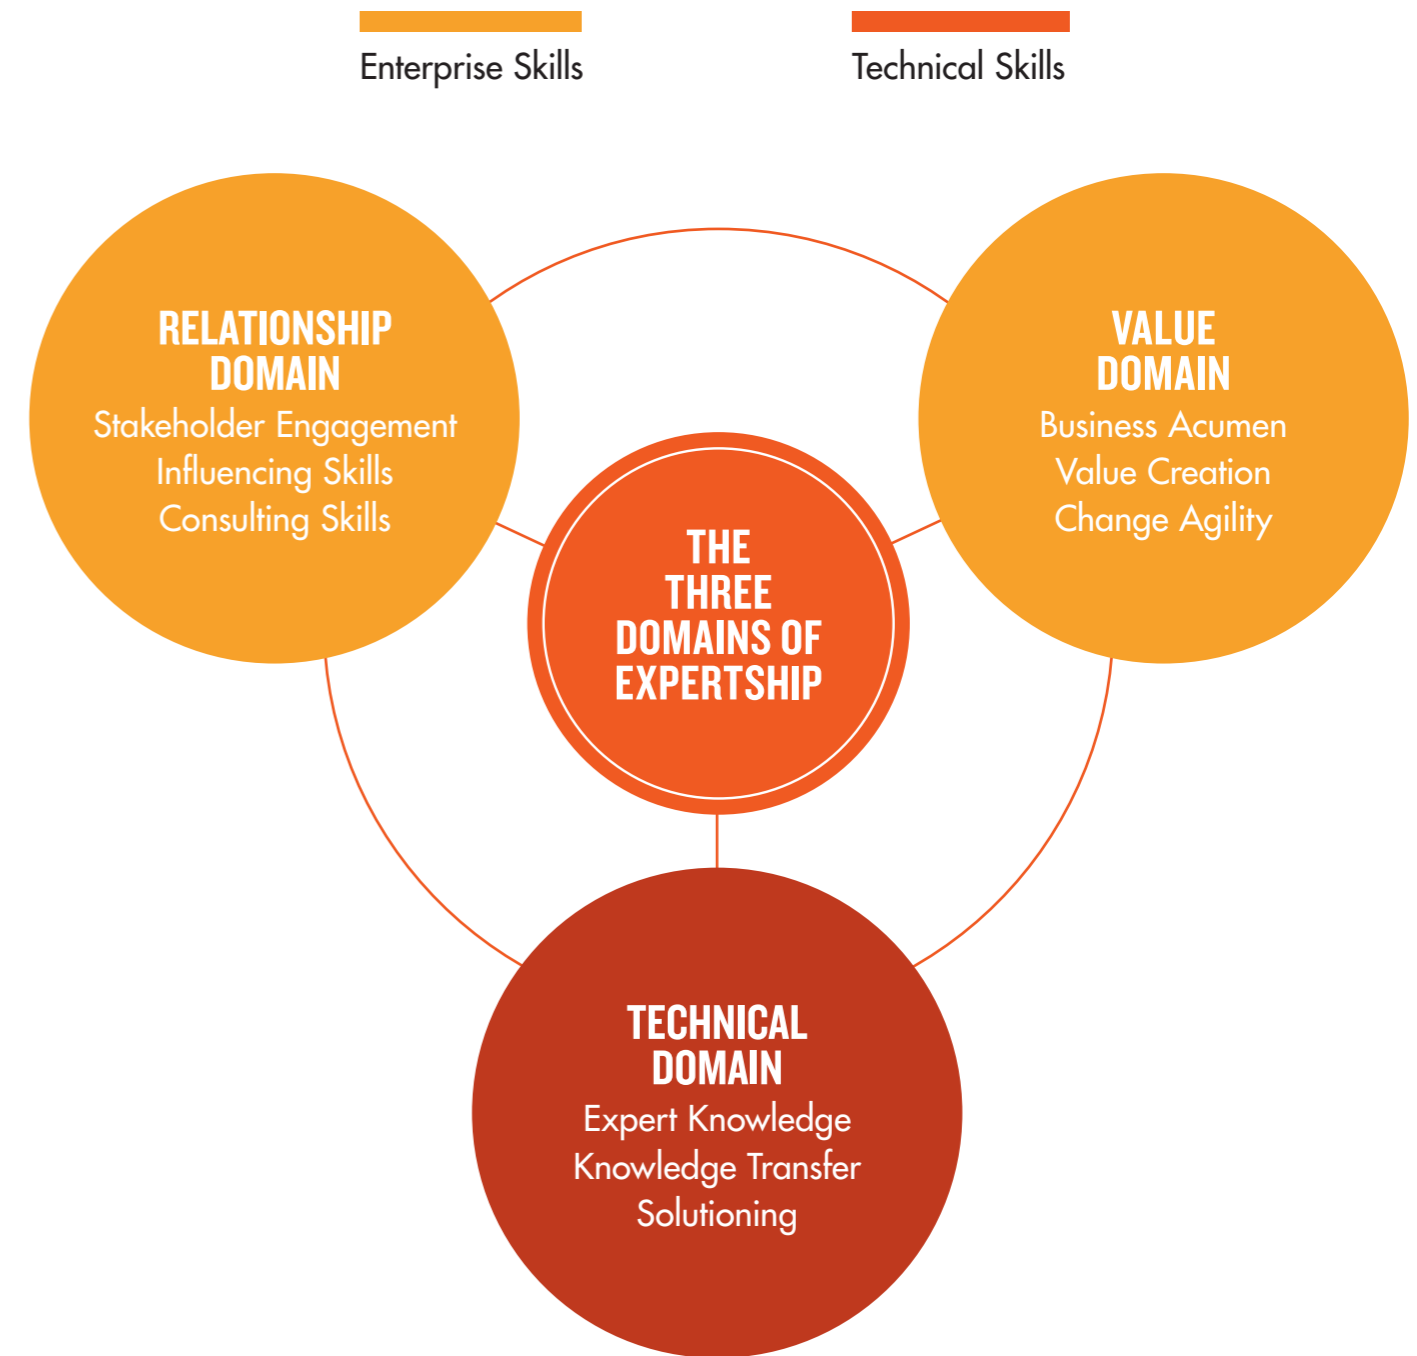 Enterprise Skills
Technical Skills
RELATIONSHIP
DOMAIN
Stakeholder Engagement
Influencing Skills
Consulting Skills
VALUE
DOMAIN
Business Acumen
Value Creation
Change Agility
THE
THREE
DOMAINS OF
EXPERTSHIP
TECHNICAL
DOMAIN
Expert Knowledge
Knowledge Transfer
Solutioning